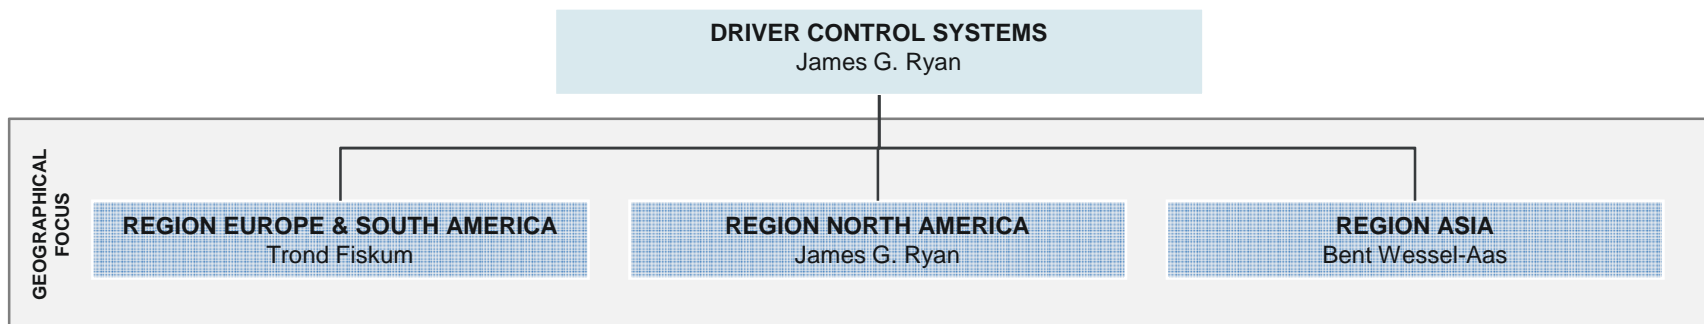 DRIVER CONTROL SYSTEMS
James G. Ryan
GEOGRAPHICAL
FOCUS
REGION EUROPE & SOUTH AMERICA
Trond Fiskum
REGION NORTH AMERICA
James G. Ryan
REGION ASIA
Bent Wessel-Aas